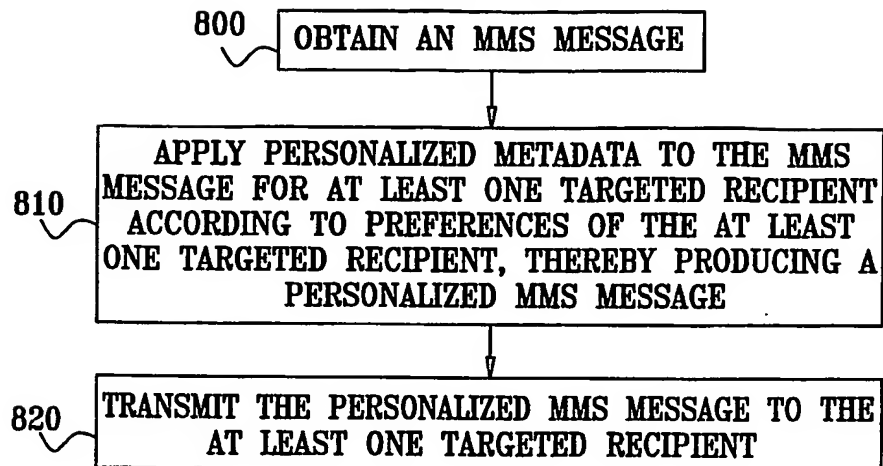 800
OBTAIN AN MMS MESSAGE
810
APPLY PERSONALIZED METADATA TO THE MMS
MESSAGE FOR AT LEAST ONE TARGETED RECIPIENT
ACCORDING TO PREFERENCES OF THE AT LEAST
ONE TARGETED RECIPIENT, THEREBY PRODUCING A
PERSONALIZED MMS MESSAGE
820
TRANSMIT THE PERSONALIZED MMS MESSAGE TO THE
AT LEAST ONE TARGETED RECIPIENT